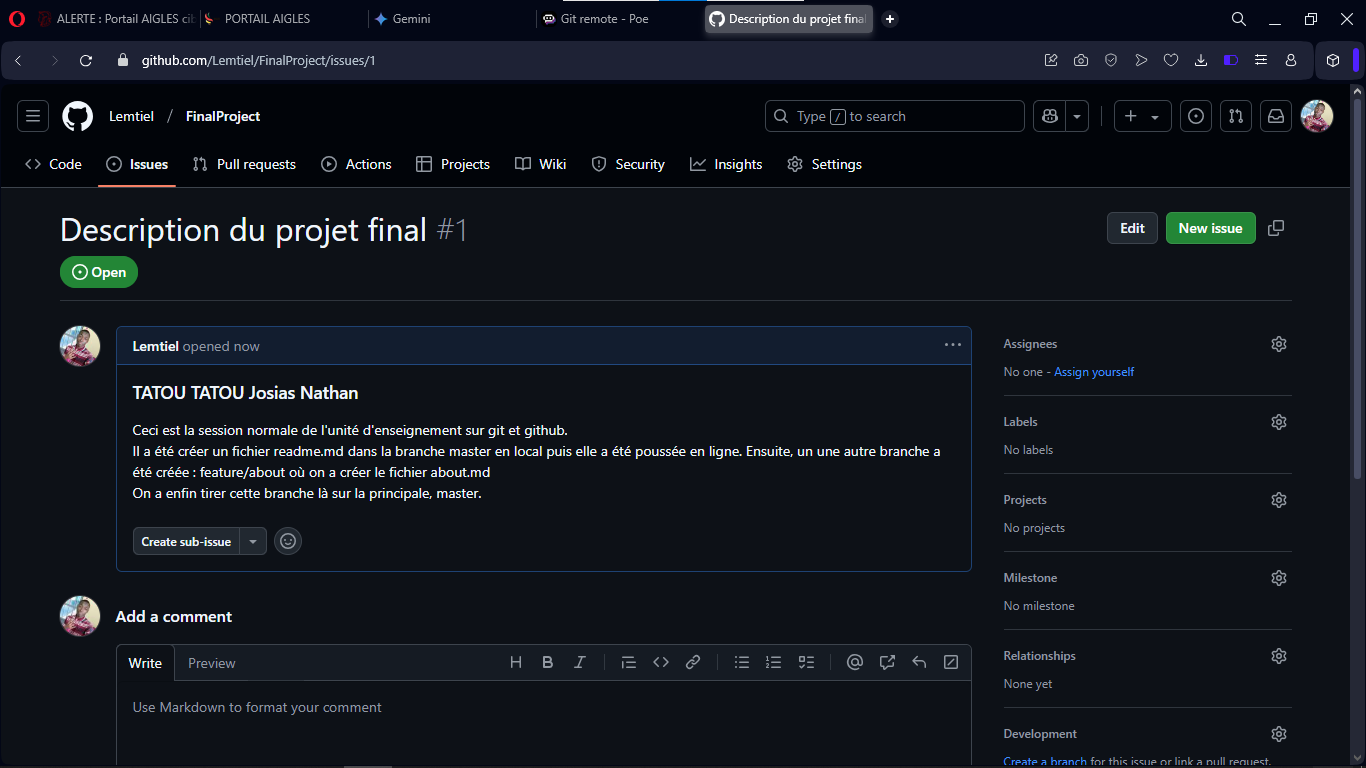 ALERTE : Portail AIGLES cib
PORTAIL AIGLES
Gemini
Git remote - Poe
Description du projet final
github.com/Lemtiel/FinalProject/issues/1
Lemtiel / FinalProject
Type / to search
Code
Issues
Pull requests
Actions
Projects
Wiki
Security
Insights
Settings
Description du projet final #1
Edit
New issue
Open
Lemtiel opened now
TATOU TATOU Josias Nathan
Ceci est la session normale de l'unité d'enseignement sur git et github.
Il a été créer un fichier readme.md dans la branche master en local puis elle a été poussée en ligne. Ensuite, un une autre branche a
été créée : feature/about où on a créer le fichier about.md
On a enfin tirer cette branche là sur la principale, master.
Create sub-issue
Add a comment
Write
Preview
Use Markdown to format your comment
Assignees
No one - Assign yourself
Labels
No labels
Projects
No projects
Milestone
No milestone
Relationships
None yet
Development
Create a branch for this issue or link a pull request.